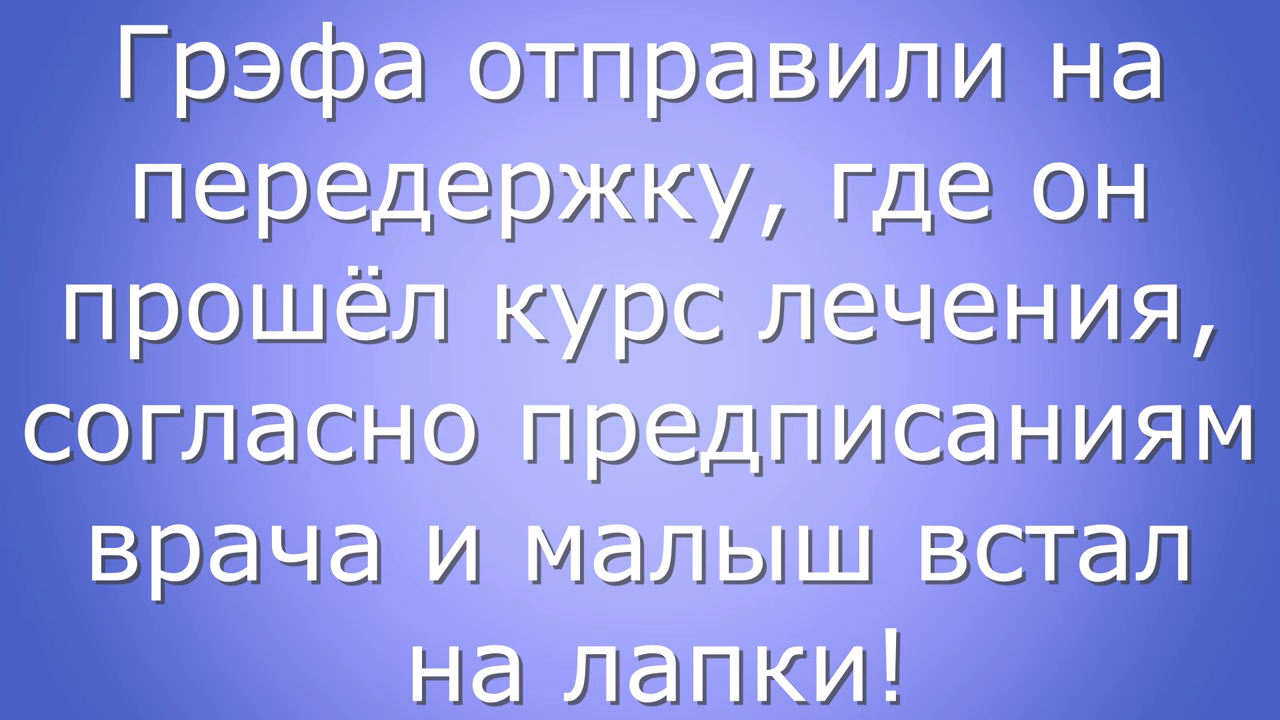 Грэфа отправили на
передержку, где он
прошёл курс лечения,
согласно предписаниям
врача и малыш встал
на лапки!